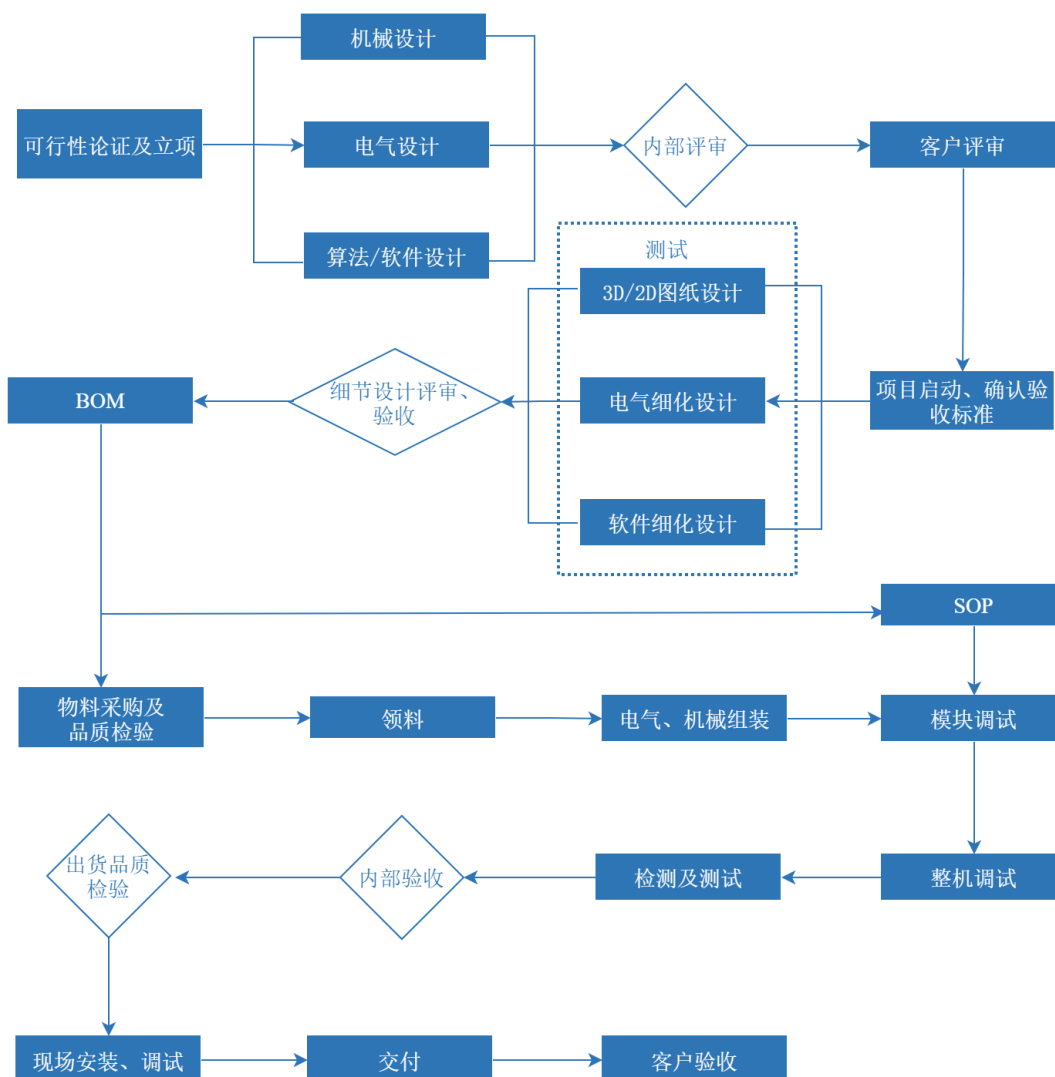 机械设计
可行性论证及立项
电气设计
内部评审
客户评审
算法/软件设计
测试
3D/2D图纸设计
BOM
细节设计评审、
验收
电气细化设计
项目启动、确认验
收标准
软件细化设计
SOP
物料采购及
品质检验
领料
电气、机械组装
模块调试
出货品质
检验
内部验收
检测及测试
整机调试
现场安装、调试
交付
客户验收